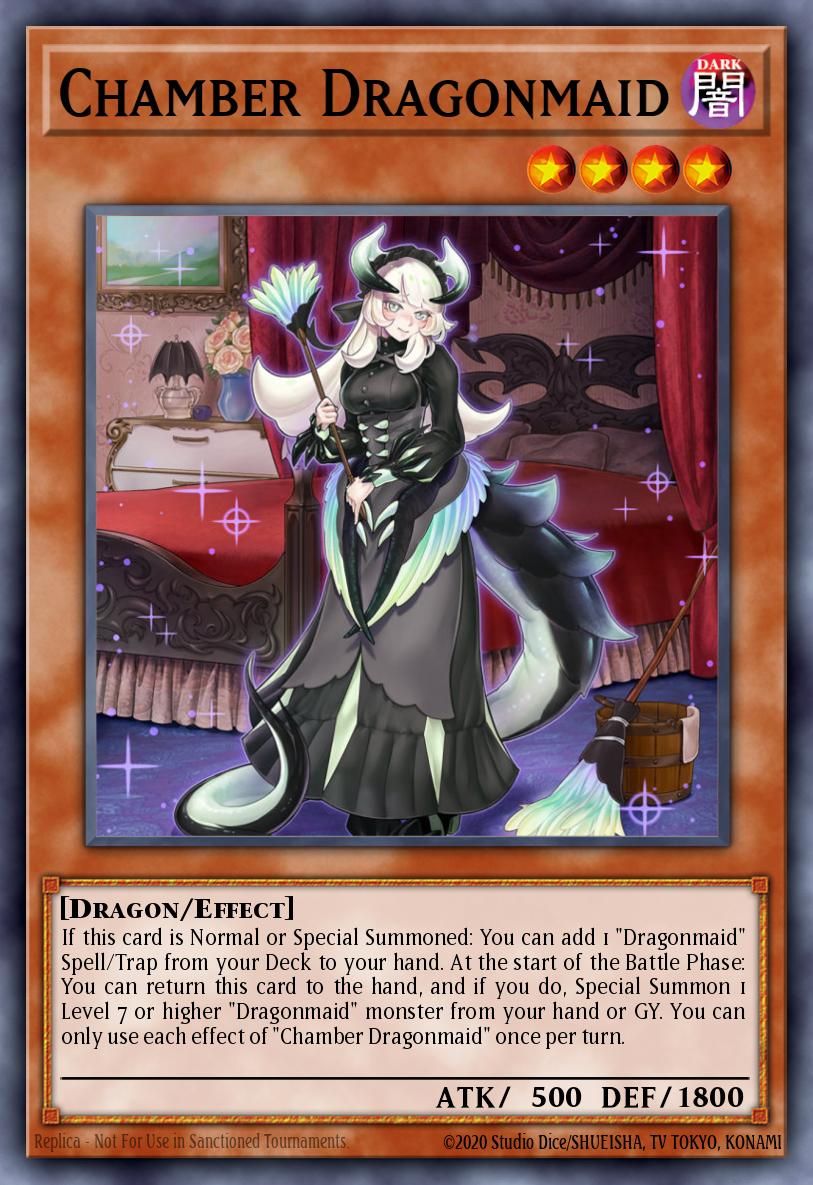 CHAMBER DRAGONMAID
DARK
闇
[DRAGON/EFFECT]
If this card is Normal or Special Summoned: You can add 1 "Dragonmaid"
Spell/Trap from your Deck to your hand. At the start of the Battle Phase:
You can return this card to the hand, and if you do, Special Summon 1
Level 7 or higher "Dragonmaid" monster from your hand or GY. You can
only use each effect of "Chamber Dragonmaid" once per turn.
ATK/ 500 DEF/1800
Replica - Not For Use in Sanctioned Tournaments.
©2020 Studio Dice/SHUEISHA, TV TOKYO, KONAMI